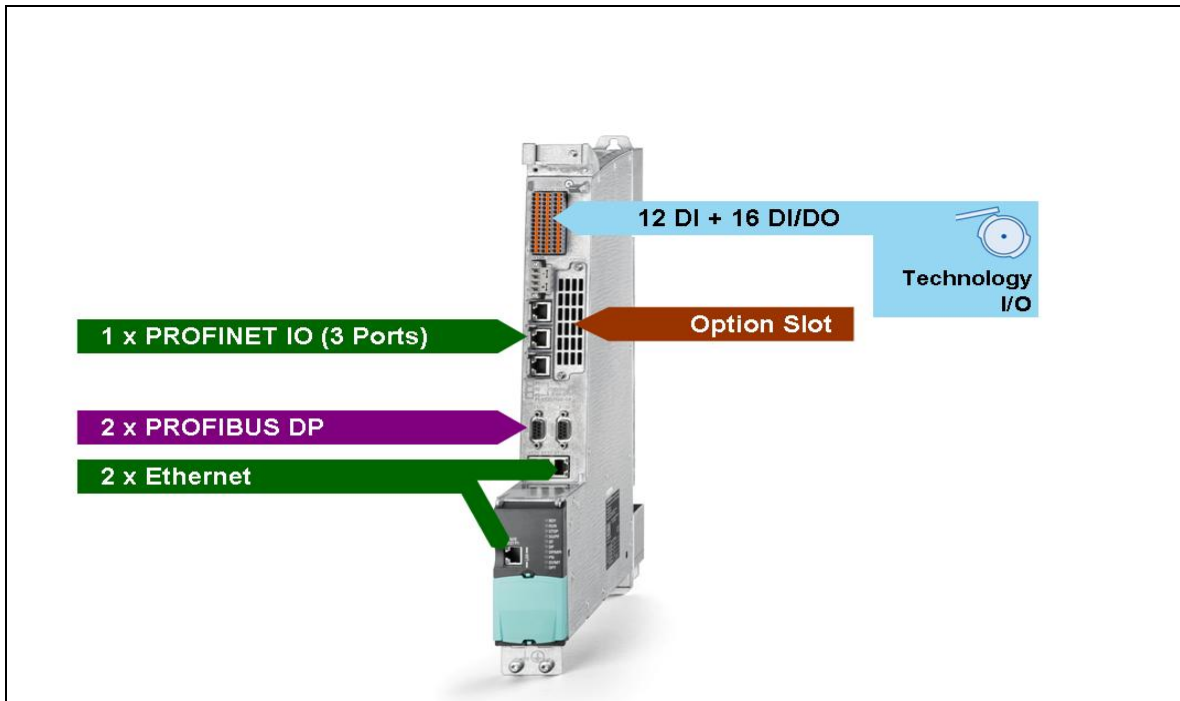 12 DI + 16 DI/DO
Technology
I/O
Option Slot
1 x PROFINET IO (3 Ports)
2 x PROFIBUS DP
2 x Ethernet